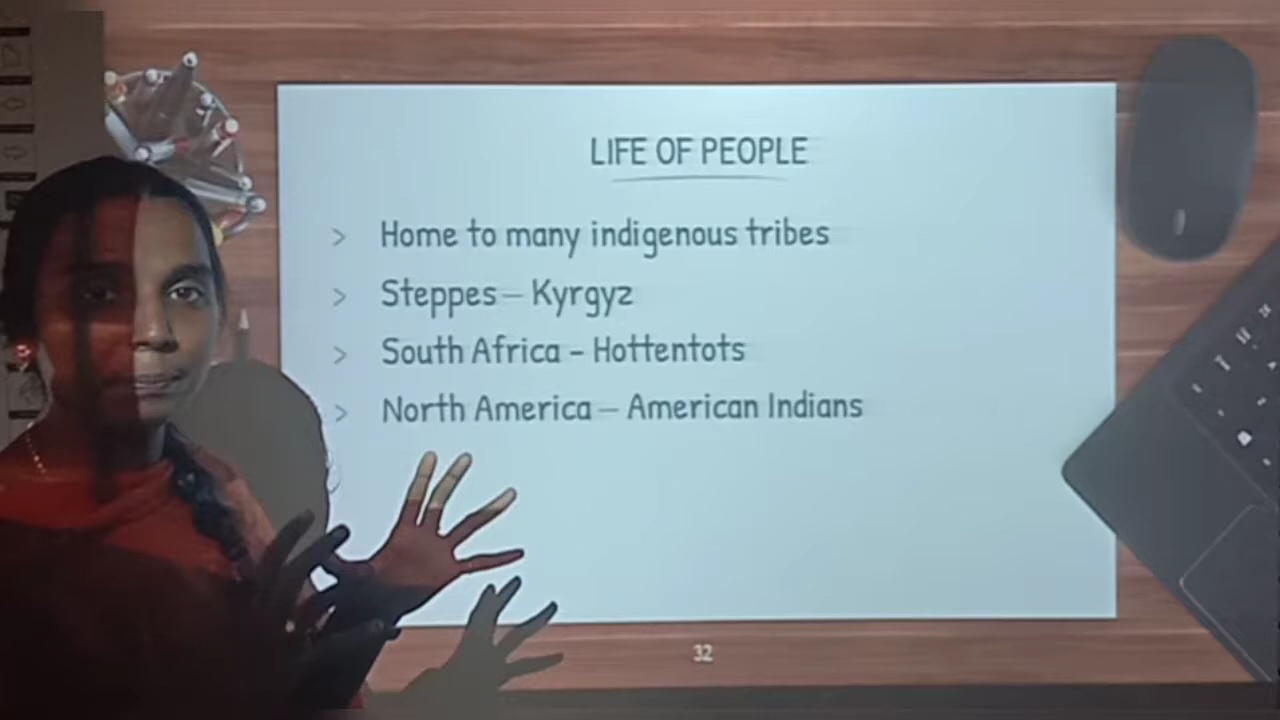 LIFE OF PEOPLE
> Home to many indigenous tribes
> Steppes – Kyrgyz
> South Africa – Hottentots
> North America – American Indians
32